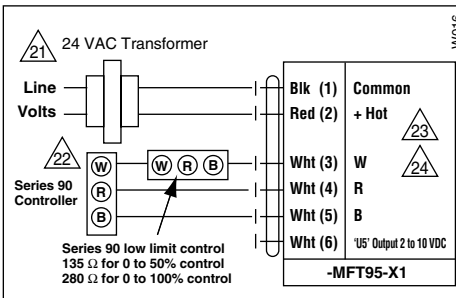 21 24 VAC Transformer
W016
Line
Volts
Blk (1) Common
Red (2) + Hot
23
22
24
Series 90
Controller
W
R
B
W R B
Wht (3) W
Wht (4) R
Wht (5) B
Wht (6) 'U5' Output 2 to 10 VDC
Series 90 low limit control
135 Ω for 0 to 50% control
280 Ω for 0 to 100% control
-MFT95-X1